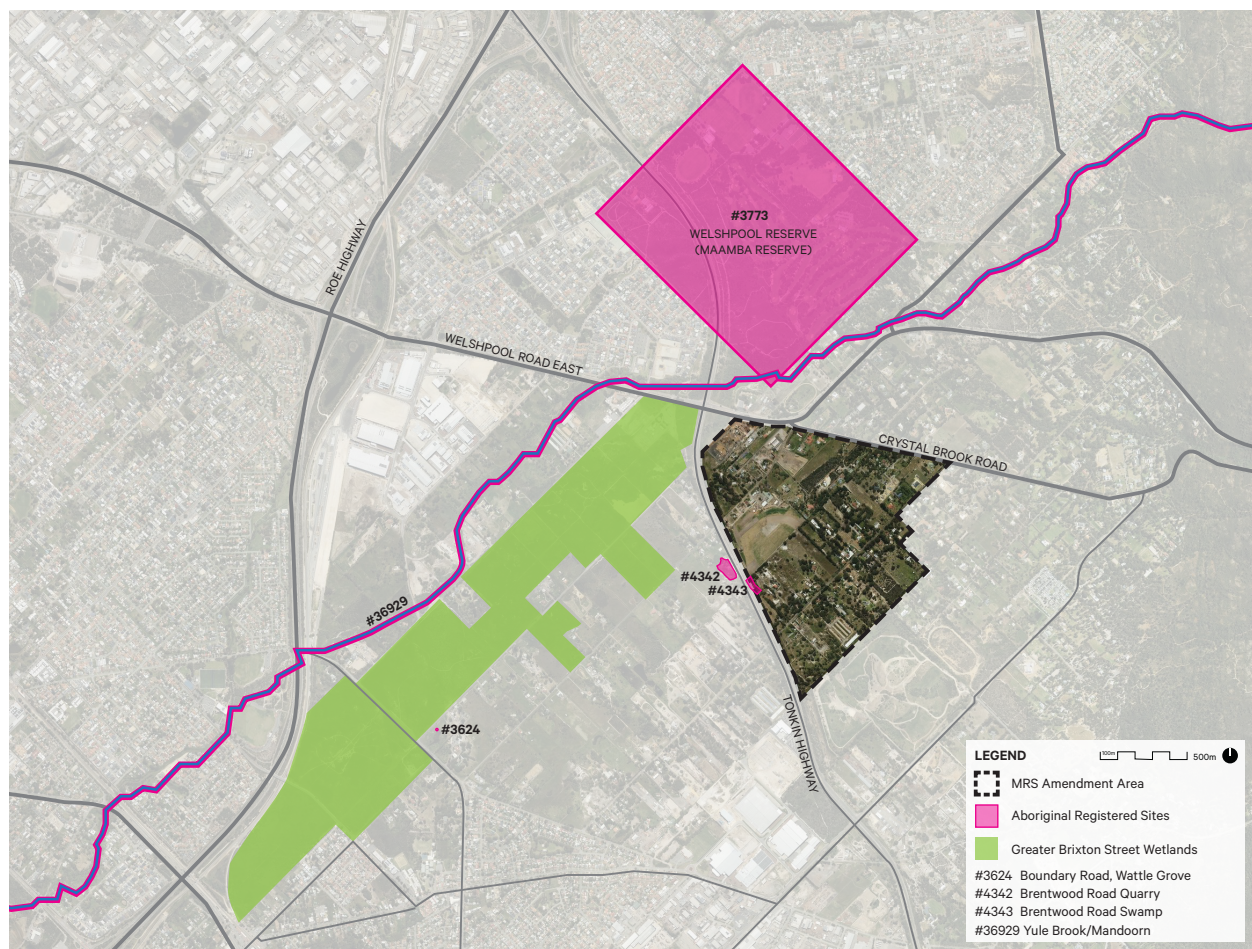 #3773
WELSHPOOL RESERVE
(MAAMBA RESERVE)
ROE HIGHWAY
WELSHPOOL ROAD EAST
CRYSTAL BROOK ROAD
#4342
#4343
#36929
#3624
TONKIN HIGHWAY
LEGEND
100m
500m
MRS Amendment Area
Aboriginal Registered Sites
Greater Brixton Street Wetlands
#3624 Boundary Road, Wattle Grove
#4342 Brentwood Road Quarry
#4343 Brentwood Road Swamp
#36929 Yule Brook/Mandoorn